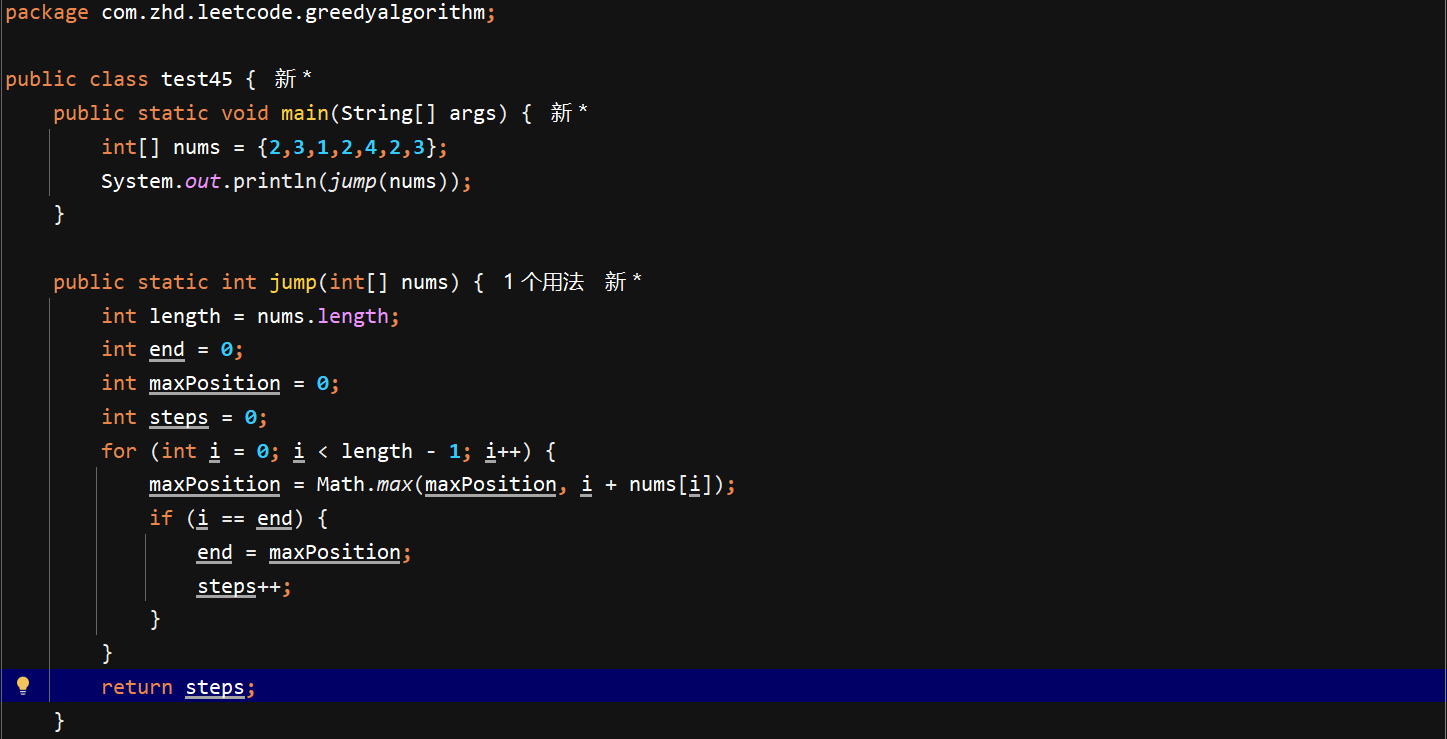 package com.zhd.leetcode.greedyalgorithm;
public class test45 { 新 *
public static void main(String[] args) { 新 *
int[] nums = {2,3,1,2,4,2,3};
System.out.println(jump(nums));
}
public static int jump(int[] nums) { 1 个用法 新 *
int length = nums.length;
int end = 0;
int maxPosition = 0;
int steps = 0;
for (int i = 0; i < length - 1; i++) {
maxPosition = Math.max(maxPosition, i + nums[i]);
if (i == end) {
end = maxPosition;
steps++;
}
}
return steps;
}